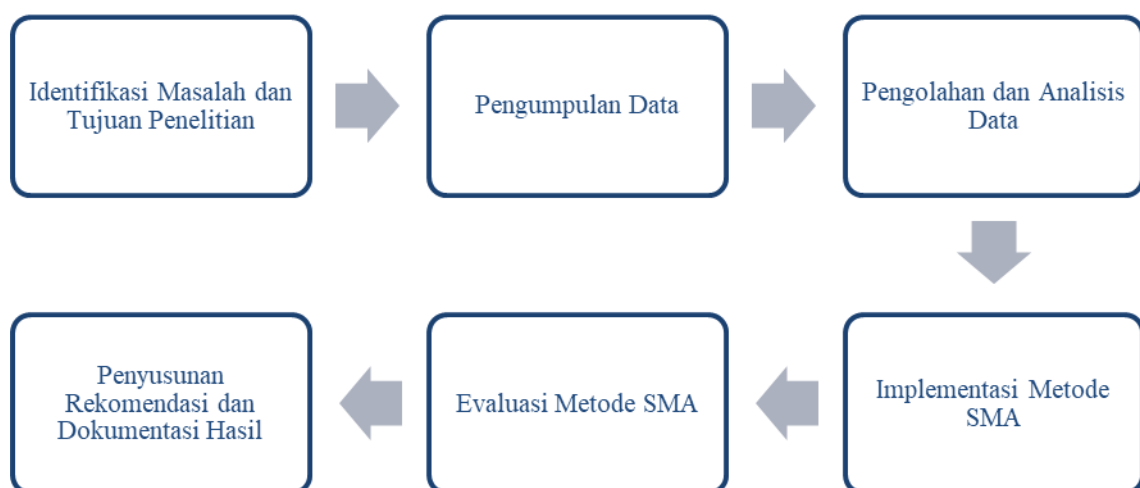 Identifikasi Masalah dan
Tujuan Penelitian
Pengumpulan Data
Pengolahan dan Analisis
Data
Implementasi Metode
SMA
Evaluasi Metode SMA
Penyusunan
Rekomendasi dan
Dokumentasi Hasil